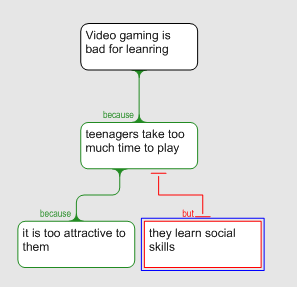 Video gaming is
bad for leanring
because
teenagers take too
much time to play
because
it is too attractive to
them
but
they learn social
skills